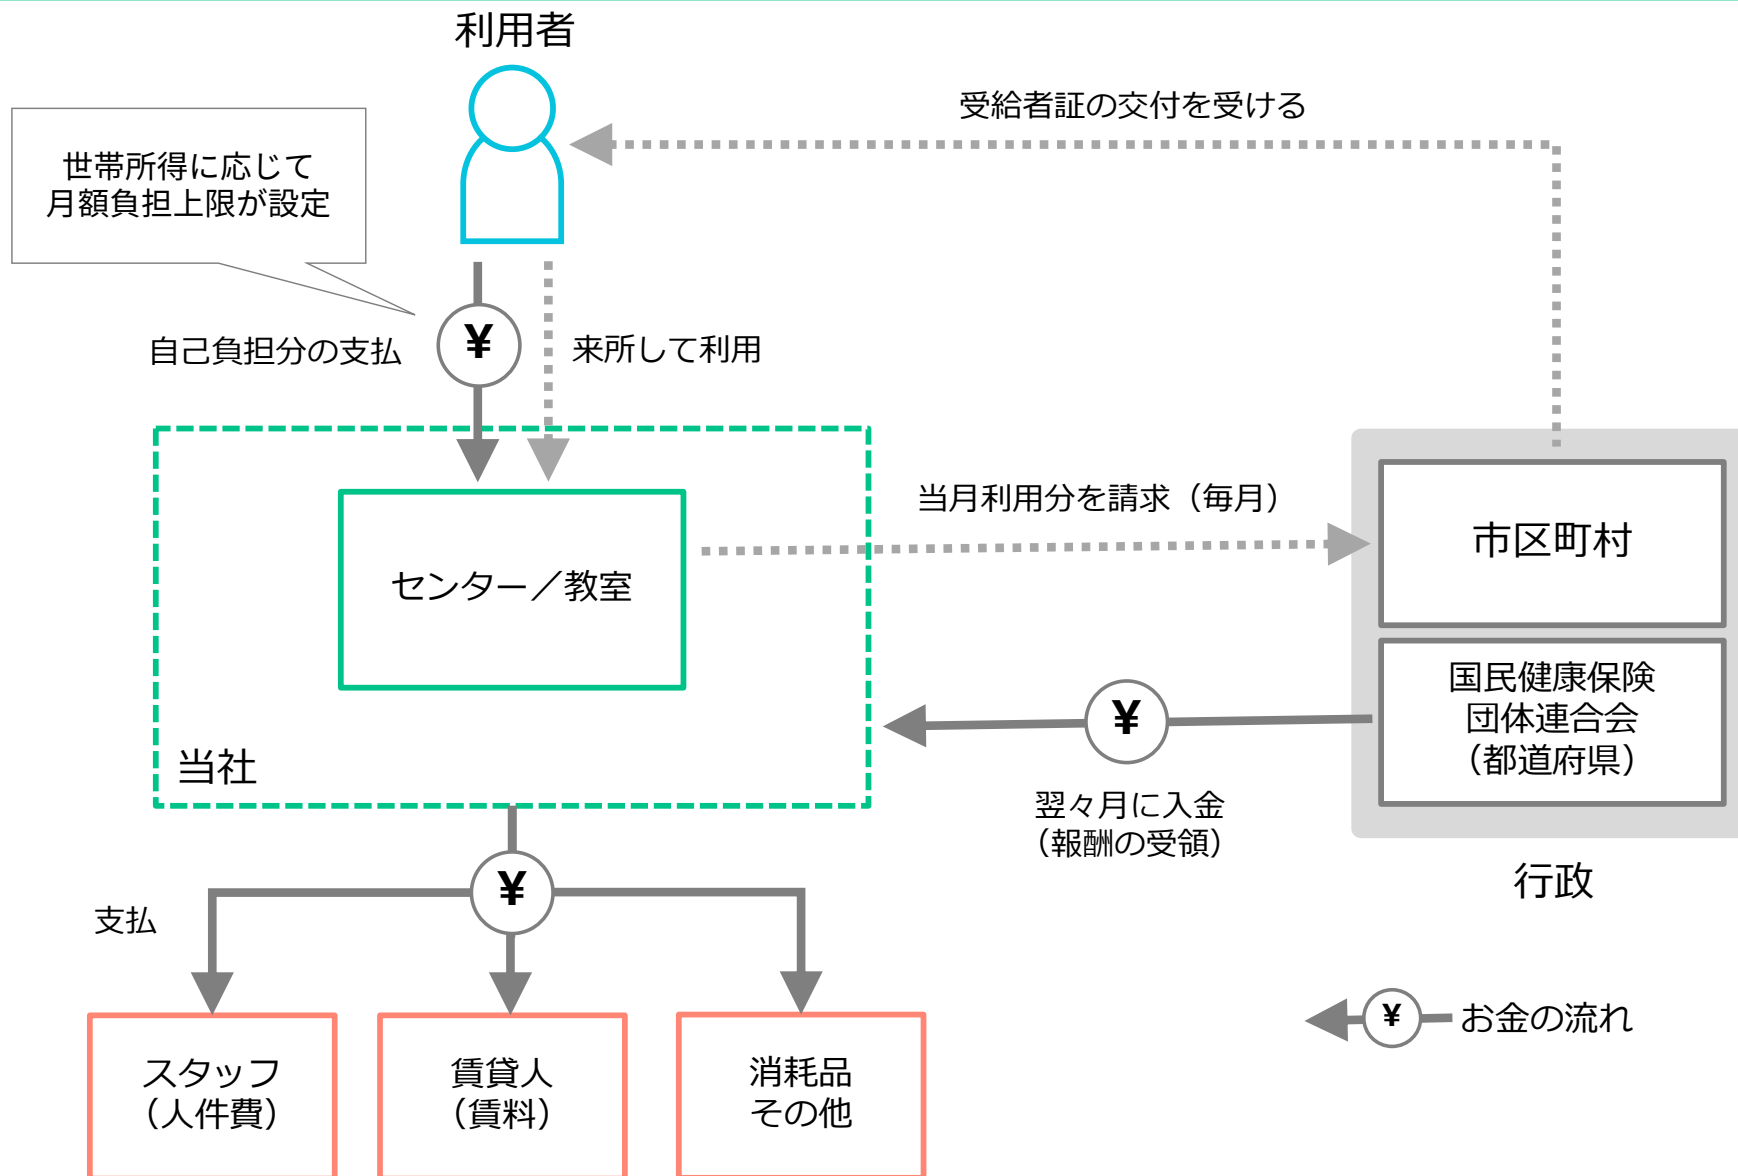 利用者
受給者証の交付を受ける
世帯所得に応じて
月額負担上限が設定
¥
自己負担分の支払
来所して利用
当月利用分を請求（毎月）
市区町村
センター／教室
国民健康保険
団体連合会
（都道府県）
¥
当社
翌々月に入金
（報酬の受領）
行政
¥
支払
¥
お金の流れ
スタッフ
（人件費）
賃貸人
（賃料）
消耗品
その他